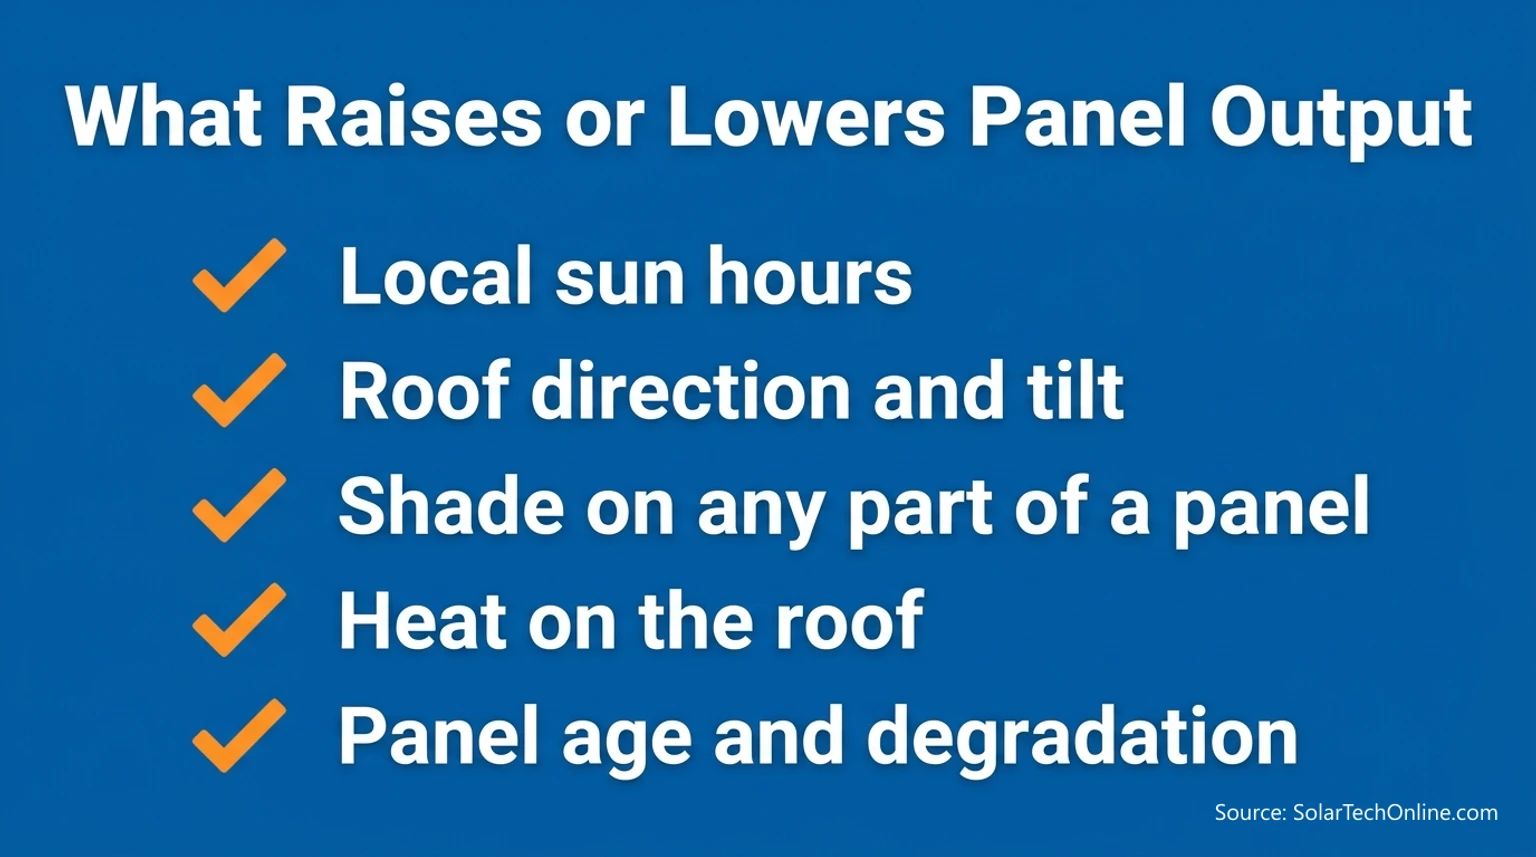 What Raises or Lowers Panel Output
Local sun hours
Roof direction and tilt
Shade on any part of a panel
Heat on the roof
Panel age and degradation
Source: SolarTechOnline.com